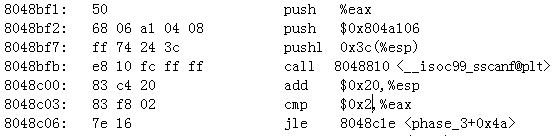 8048bf1: 50 push %eax
8048bf2: 68 06 a1 04 08 push $0x804a106
8048bf7: ff 74 24 3c pushl 0x3c(%esp)
8048bfb: e8 10 fc ff ff call 8048810 <__isoc99_sscanf@plt>
8048c00: 83 c4 20 add $0x20,%esp
8048c03: 83 f8 02 cmp $0x2,%eax
8048c06: 7e 16 jle 8048c1e <phase_3+0x4a>